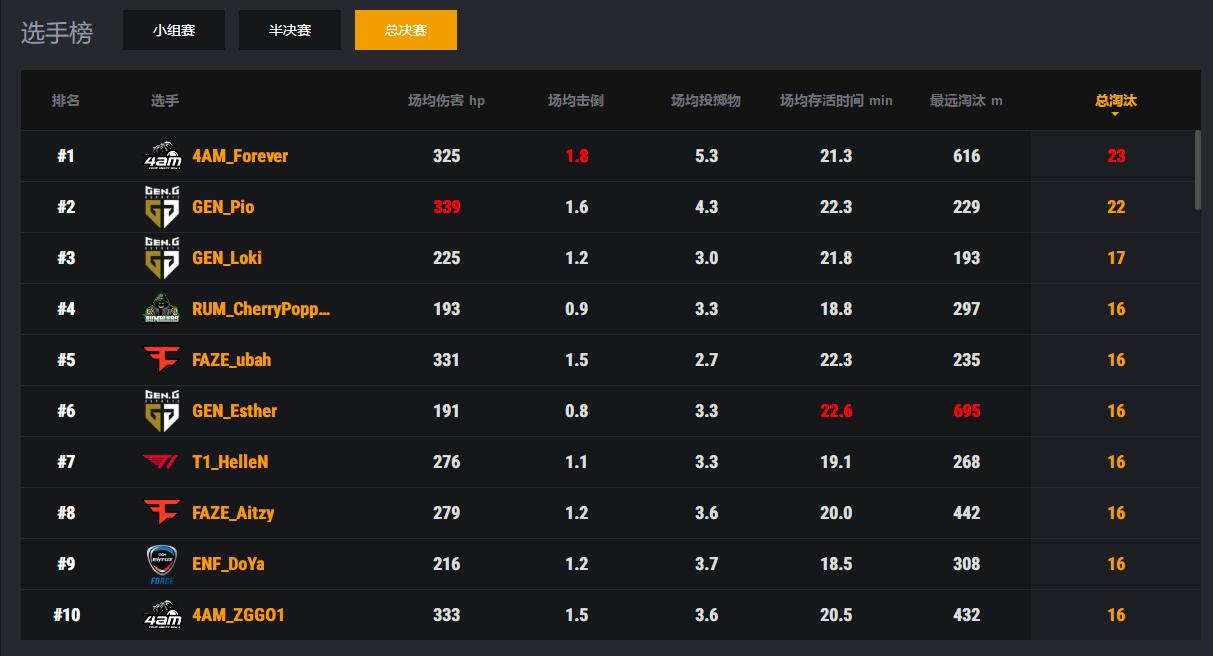 选手榜 小组赛 半决赛 总决赛
排名 选手 场均伤害 hp 场均击倒 场均投掷物 场均存活时间 min 最远淘汰 m 总淘汰
#1 4am 4AM_Forever 325 1.8 5.3 21.3 616 23
#2 GEN.G GEN_Pio 339 1.6 4.3 22.3 229 22
#3 GEN.G GEN_Loki 225 1.2 3.0 21.8 193 17
#4 RUM_CherryPopp... 193 0.9 3.3 18.8 297 16
#5 FAZE_ubah 331 1.5 2.7 22.3 235 16
#6 GEN.G GEN_Esther 191 0.8 3.3 22.6 695 16
#7 T1_HelleN 276 1.1 3.3 19.1 268 16
#8 FAZE_Aitzy 279 1.2 3.6 20.0 442 16
#9 FORCE ENF_DoYa 216 1.2 3.7 18.5 308 16
#10 4am 4AM_ZGGO1 333 1.5 3.6 20.5 432 16